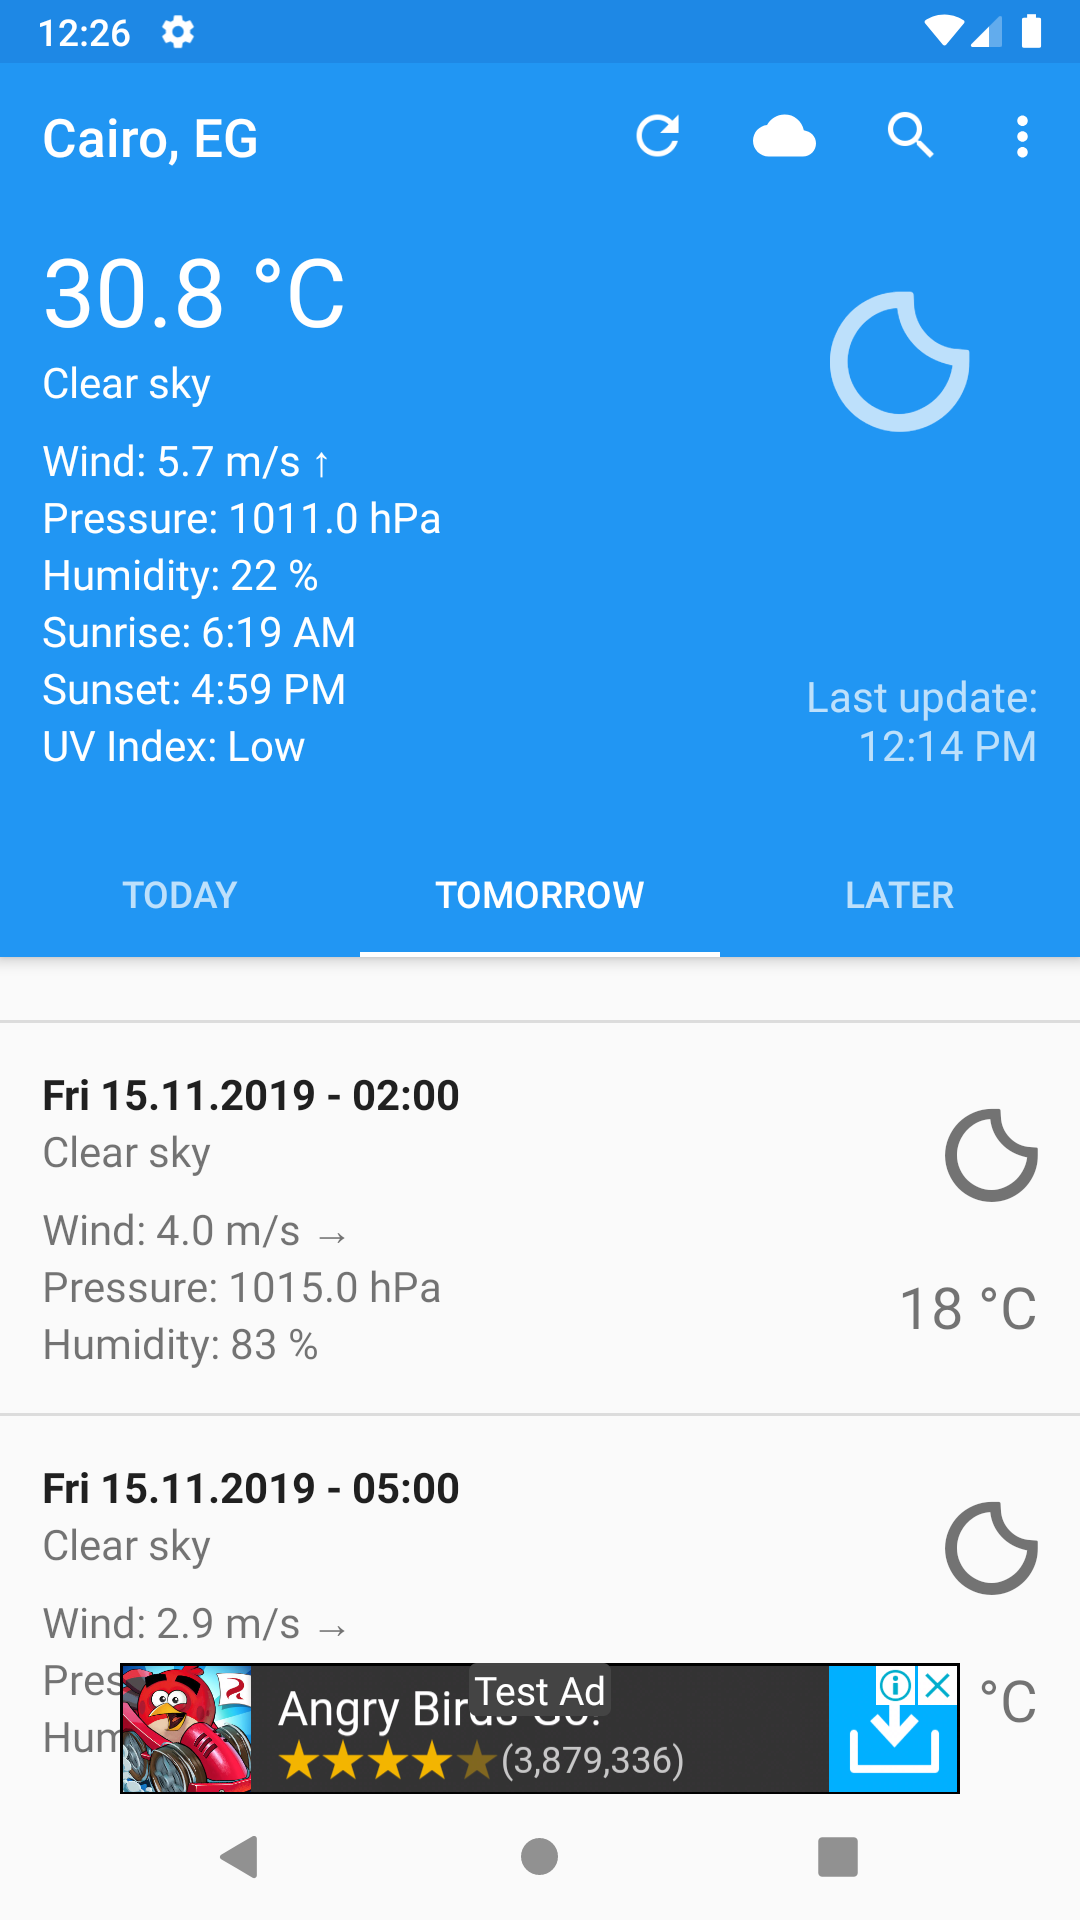 12:26
Cairo, EG
30.8 °C
Clear sky
Wind: 5.7 m/s ↑
Pressure: 1011.0 hPa
Humidity: 22 %
Sunrise: 6:19 AM
Sunset: 4:59 PM
UV Index: Low
Last update:
12:14 PM
TODAY
TOMORROW
LATER
Fri 15.11.2019 - 02:00
Clear sky
Wind: 4.0 m/s →
Pressure: 1015.0 hPa
Humidity: 83 %
18 °C
Fri 15.11.2019 - 05:00
Clear sky
Wind: 2.9 m/s →
Pres
Hum
°C
Test Ad
Angry
(3,879,336)